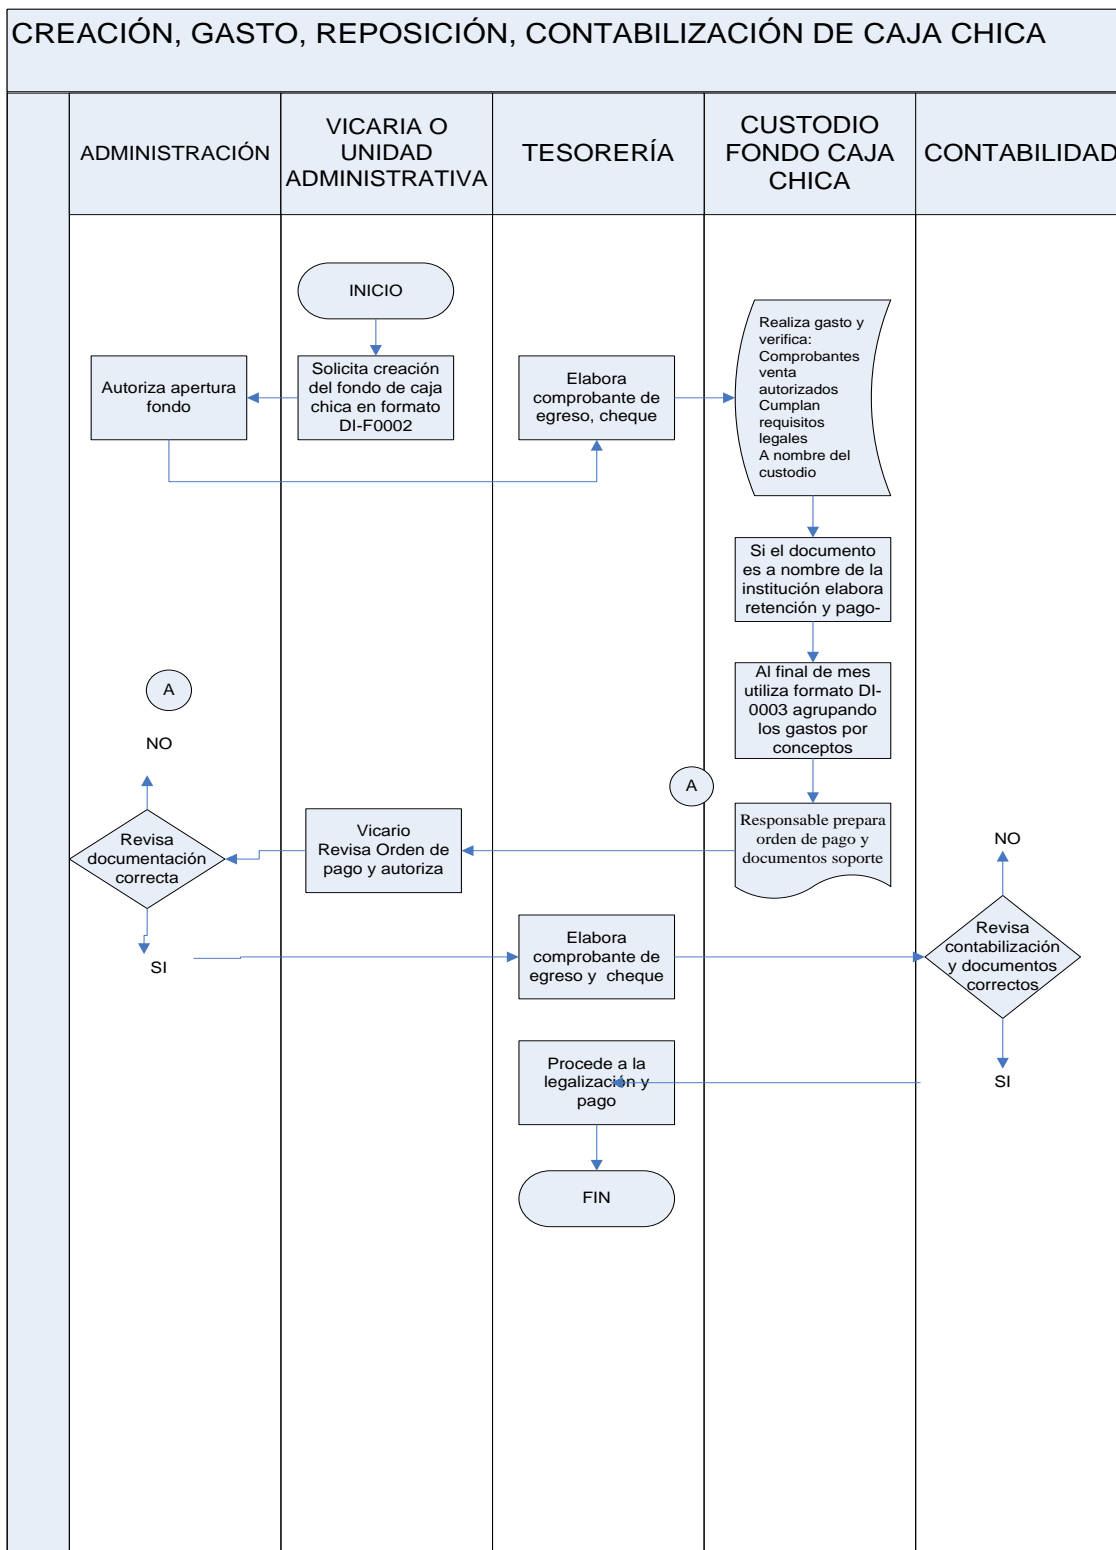 CREACIÓN, GASTO, REPOSICIÓN, CONTABILIZACIÓN DE CAJA CHICA
ADMINISTRACIÓN
VICARIA O
UNIDAD
ADMINISTRATIVA
TESORERÍA
CUSTODIO
FONDO CAJA
CHICA
CONTABILIDAD
INICIO
Solicita creación
del fondo de caja
chica en formato
DI-F0002
Autoriza apertura
fondo
Elabora
comprobante de
egreso, cheque
Realiza gasto y
verifica:
Comprobantes
venta
autorizados
Cumplan
requisitos
legales
A nombre del
custodio
Si el documento
es a nombre de la
institución elabora
retención y pago-
Al final de mes
utiliza formato DI-
0003 agrupando
los gastos por
conceptos
A
Responsable prepara
orden de pago y
documentos soporte
Vicario
Revisa Orden de
pago y autoriza
A
NO
Revisa
documentación
correcta
SI
Elabora
comprobante de
egreso y  cheque
NO
Revisa
contabilización
y documentos
correctos
SI
Procede a la
legalización y
pago
FIN